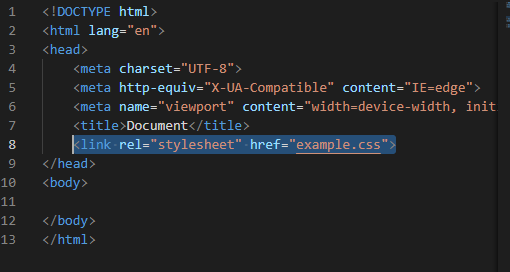 1 <!DOCTYPE html>
2 <html lang="en">
3 <head>
4 <meta charset="UTF-8">
5 <meta http-equiv="X-UA-Compatible" content="IE=edge">
6 <meta name="viewport" content="width=device-width, init
7 <title>Document</title>
8 <link rel="stylesheet" href="example.css">
9 </head>
10 <body>
11
12 </body>
13 </html>